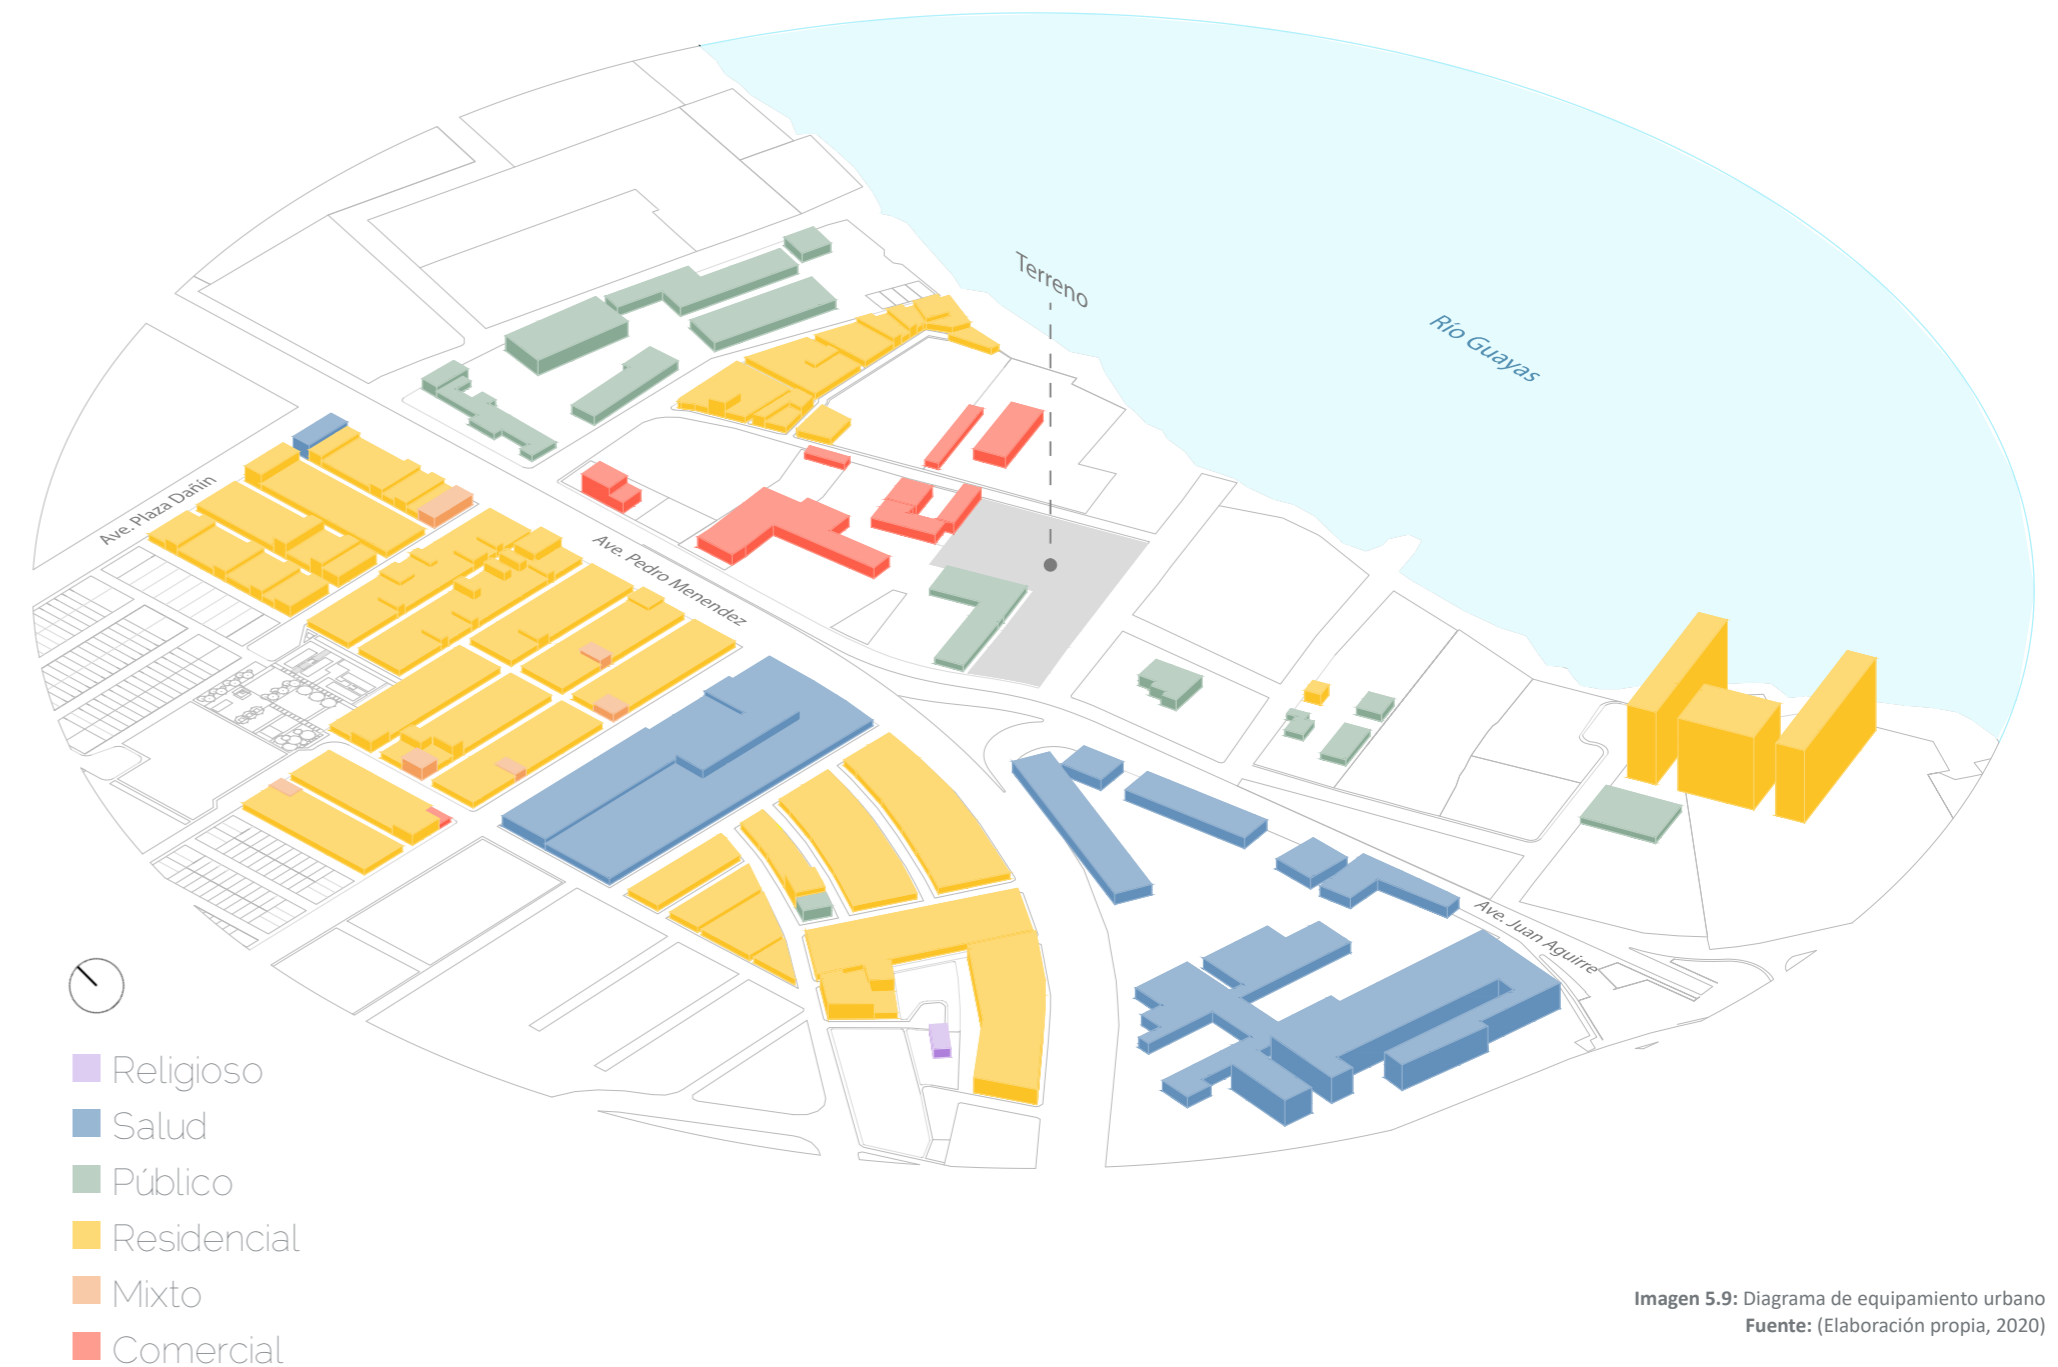 Terreno
Río Guayas
Ave. Plaza Dañín
Ave. Pedro Menendez
Ave. Juan Aguirre
Religioso
Salud
Público
Residencial
Mixto
Comercial
Imagen 5.9: Diagrama de equipamiento urbano
Fuente: (Elaboración propia, 2020)